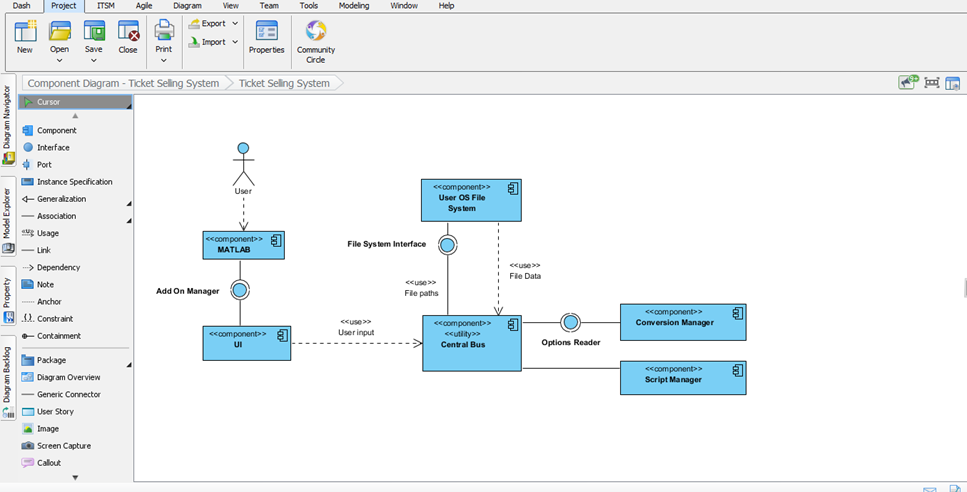 Dash Project ITSM Agile Diagram View Team Tools Modeling Window Help
New Open Save Close Print Export Import Properties Community
Circle
Component Diagram - Ticket Selling System Ticket Selling System
Diagram Navigator
Model Explorer
Property
Diagram Backlog
Cursor
Component
Interface
Port
Instance Specification
Generalization
Association
Usage
Link
Dependency
Note
Anchor
Constraint
Containment
Package
Diagram Overview
Generic Connector
User Story
Image
Screen Capture
Callout
User
<<component>>
MATLAB
Add On Manager
<<component>>
UI
<<use>>
User input
<<component>>
User OS File
System
File System Interface
<<use>>
File paths
<<use>>
File Data
<<component>>
<<utility>>
Central Bus
Options Reader
<<component>>
Conversion Manager
<<component>>
Script Manager